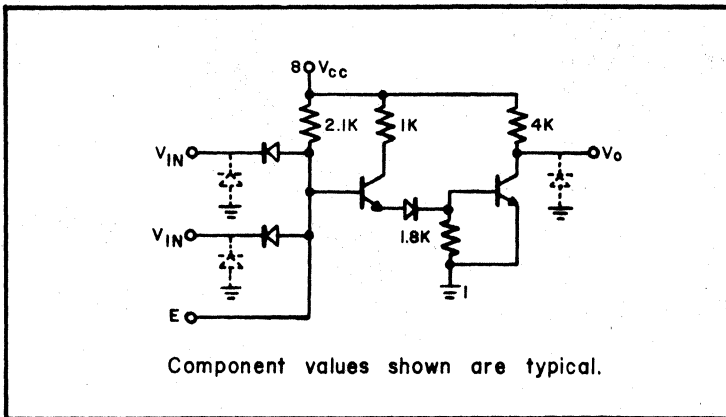 8 Vcc
2.1K
1K
4K
VIN
Vo
VIN
1.8K
1
E
Component values shown are typical.